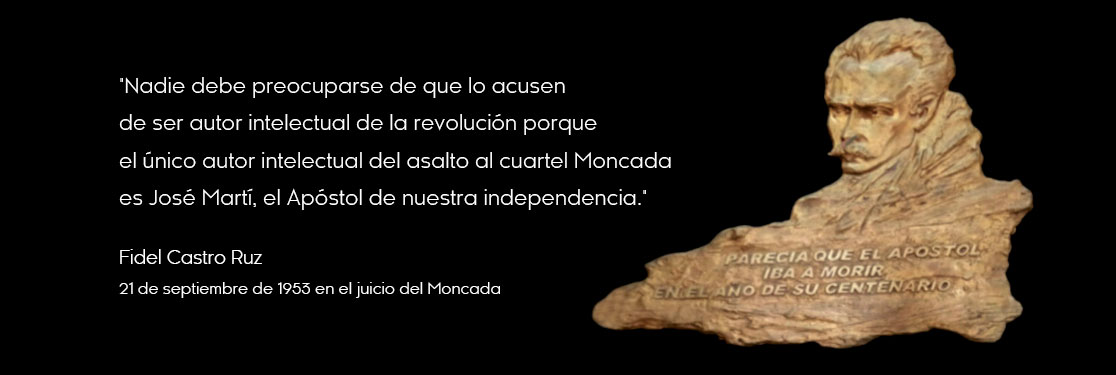 "Nadie debe preocuparse de que lo acusen
de ser autor intelectual de la revolución porque
el único autor intelectual del asalto al cuartel Moncada
es José Martí, el Apóstol de nuestra independencia."
Fidel Castro Ruz
21 de septiembre de 1953 en el juicio del Moncada
PARECIA QUE EL APOSTOL
IBA A MORIR
EN EL AÑO DE SU CENTENARIO